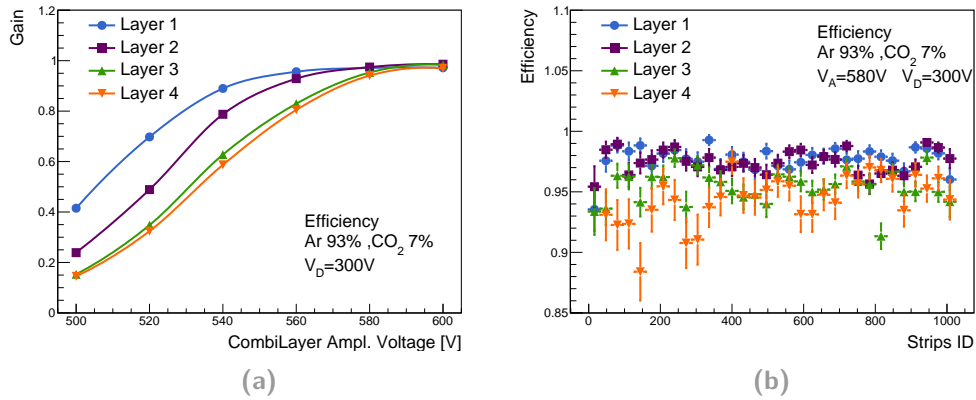 Gain
1
0.8
0.6
0.4
0.2
0
Layer 1
Layer 2
Layer 3
Layer 4
Efficiency
Ar 93% ,CO2 7%
VD=300V
500 520 540 560 580 600
CombiLayer Ampl. Voltage [V]
(a)
Efficiency
1.1
1.05
1
0.95
0.9
0.85
Layer 1
Layer 2
Layer 3
Layer 4
Efficiency
Ar 93% ,CO2 7%
VA=580V VD=300V
0 200 400 600 800 1000
Strips ID
(b)